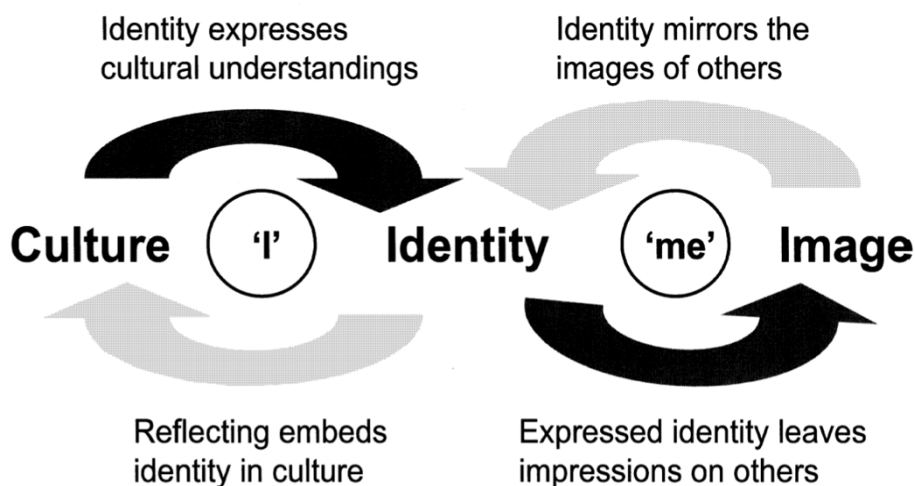 Identity expresses
cultural understandings
Identity mirrors the
images of others
Culture
‘I’
Identity
‘me’
Image
Reflecting embeds
identity in culture
Expressed identity leaves
impressions on others